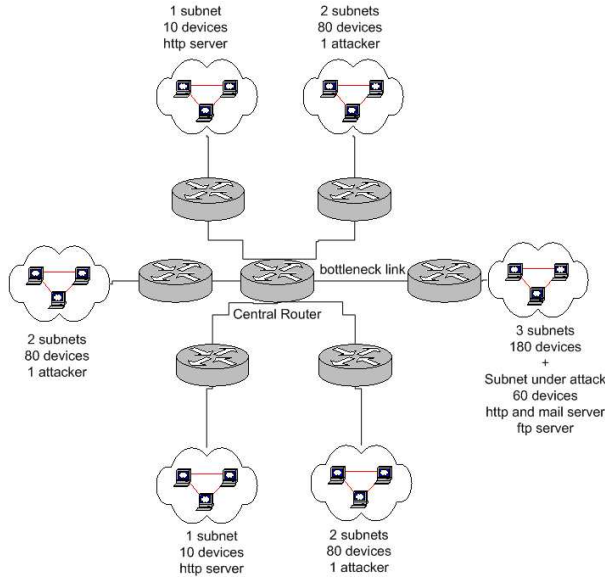 1 subnet
10 devices
http server
2 subnets
80 devices
1 attacker
bottleneck link
Central Router
2 subnets
80 devices
1 attacker
3 subnets
180 devices
+
Subnet under attack
60 devices
http and mail server
ftp server
1 subnet
10 devices
http server
2 subnets
80 devices
1 attacker